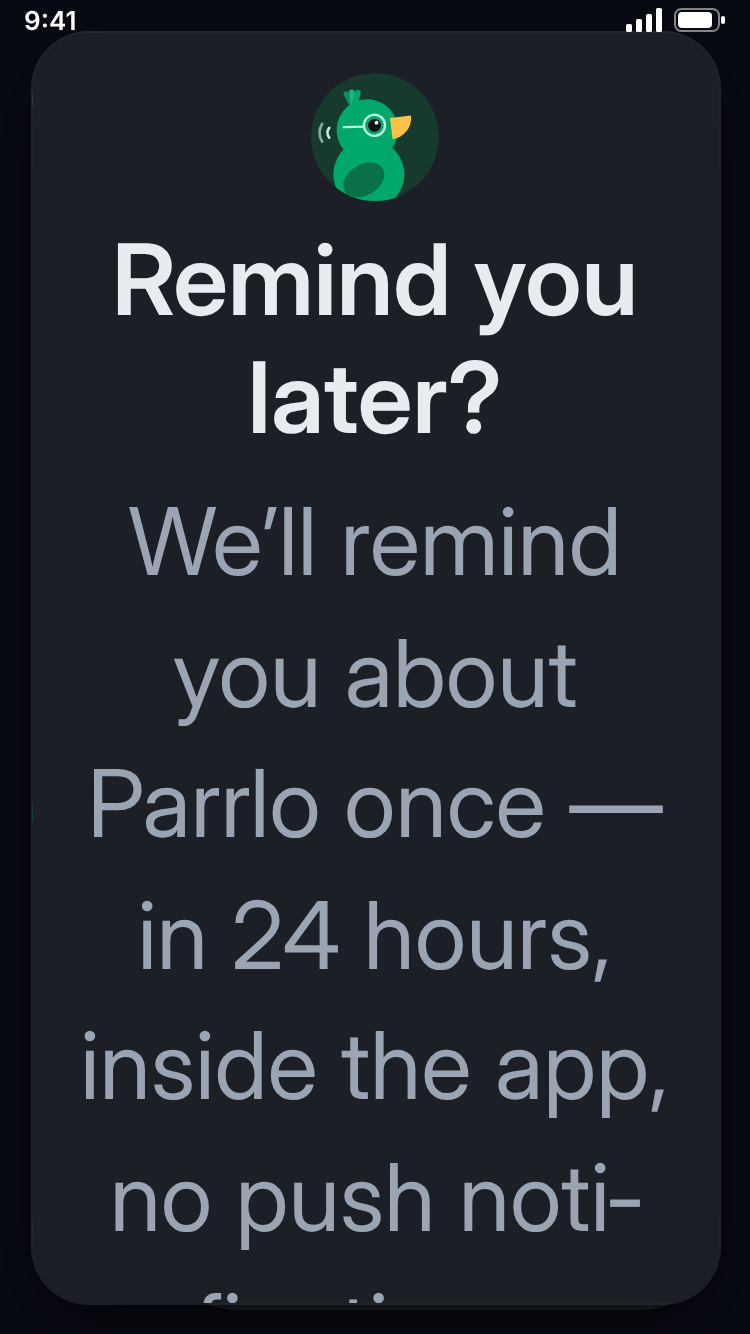 9:41
Remind you
later?
We’ll remind
you about
Parrlo once —
in 24 hours,
inside the app,
no push noti-